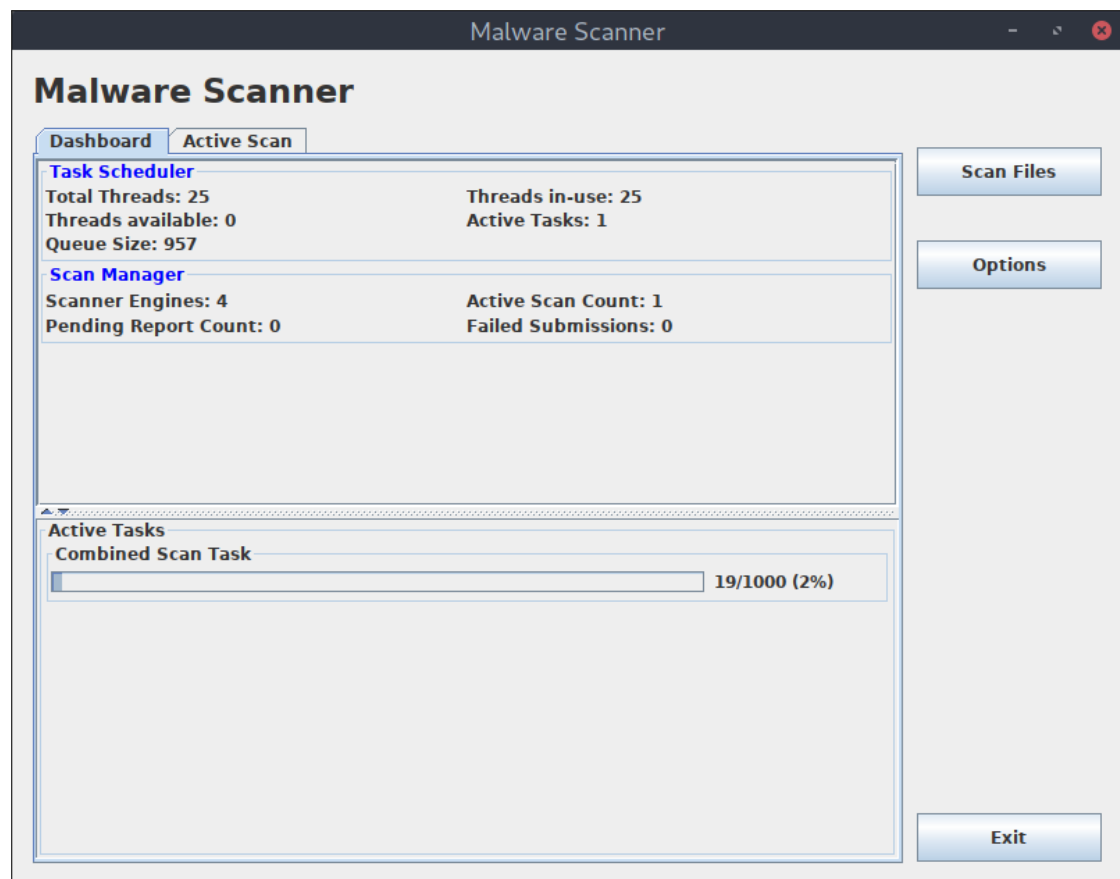 Malware Scanner
Malware Scanner
Dashboard Active Scan
Task Scheduler
Total Threads: 25 Threads in-use: 25
Threads available: 0 Active Tasks: 1
Queue Size: 957
Scan Manager
Scanner Engines: 4 Active Scan Count: 1
Pending Report Count: 0 Failed Submissions: 0
Active Tasks
Combined Scan Task
19/1000 (2%)
Scan Files
Options
Exit